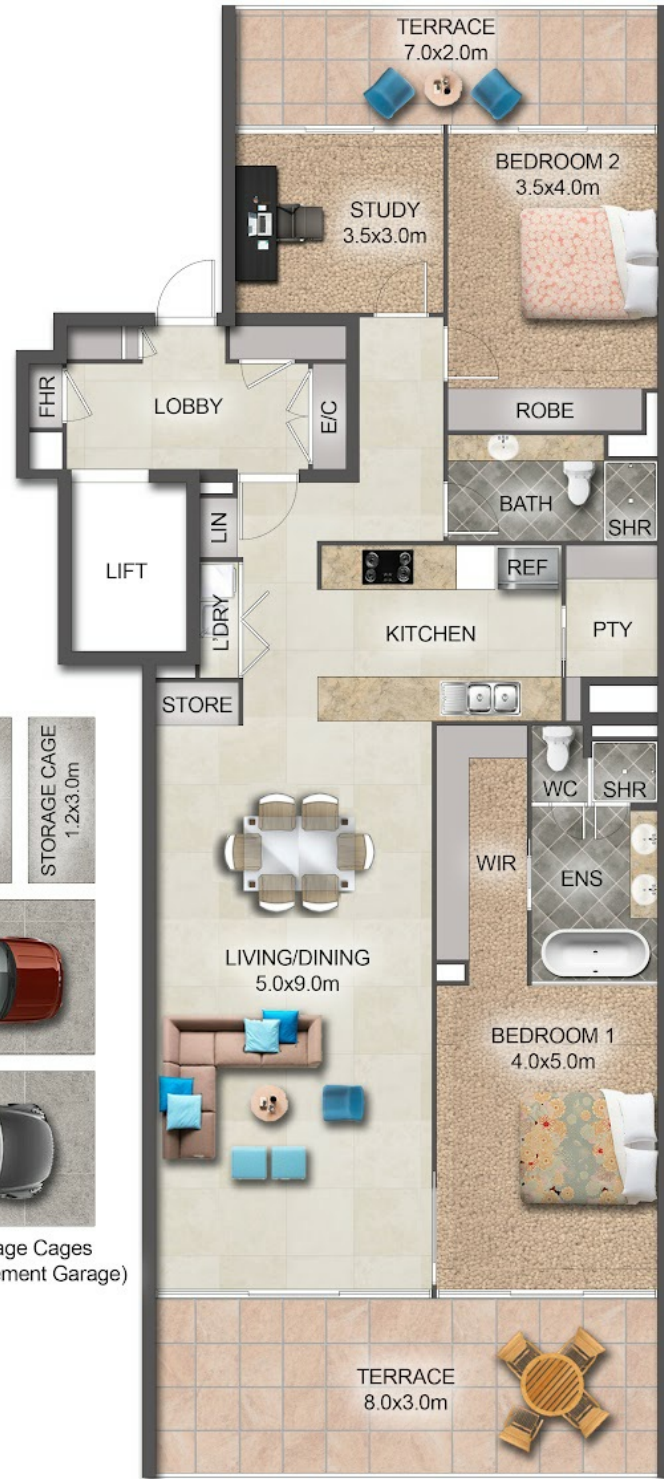 TERRACE
7.0x2.0m
BEDROOM 2
3.5x4.0m
STUDY
3.5x3.0m
FHR
LOBBY
E/C
ROBE
BATH
SHR
LIN
LIFT
L'DRY
REF
KITCHEN
PTY
STORE
STORAGE CAGE
1.2x3.0m
WC
SHR
WIR
ENS
LIVING/DINING
5.0x9.0m
BEDROOM 1
4.0x5.0m
Cages
Garage)
TERRACE
8.0x3.0m